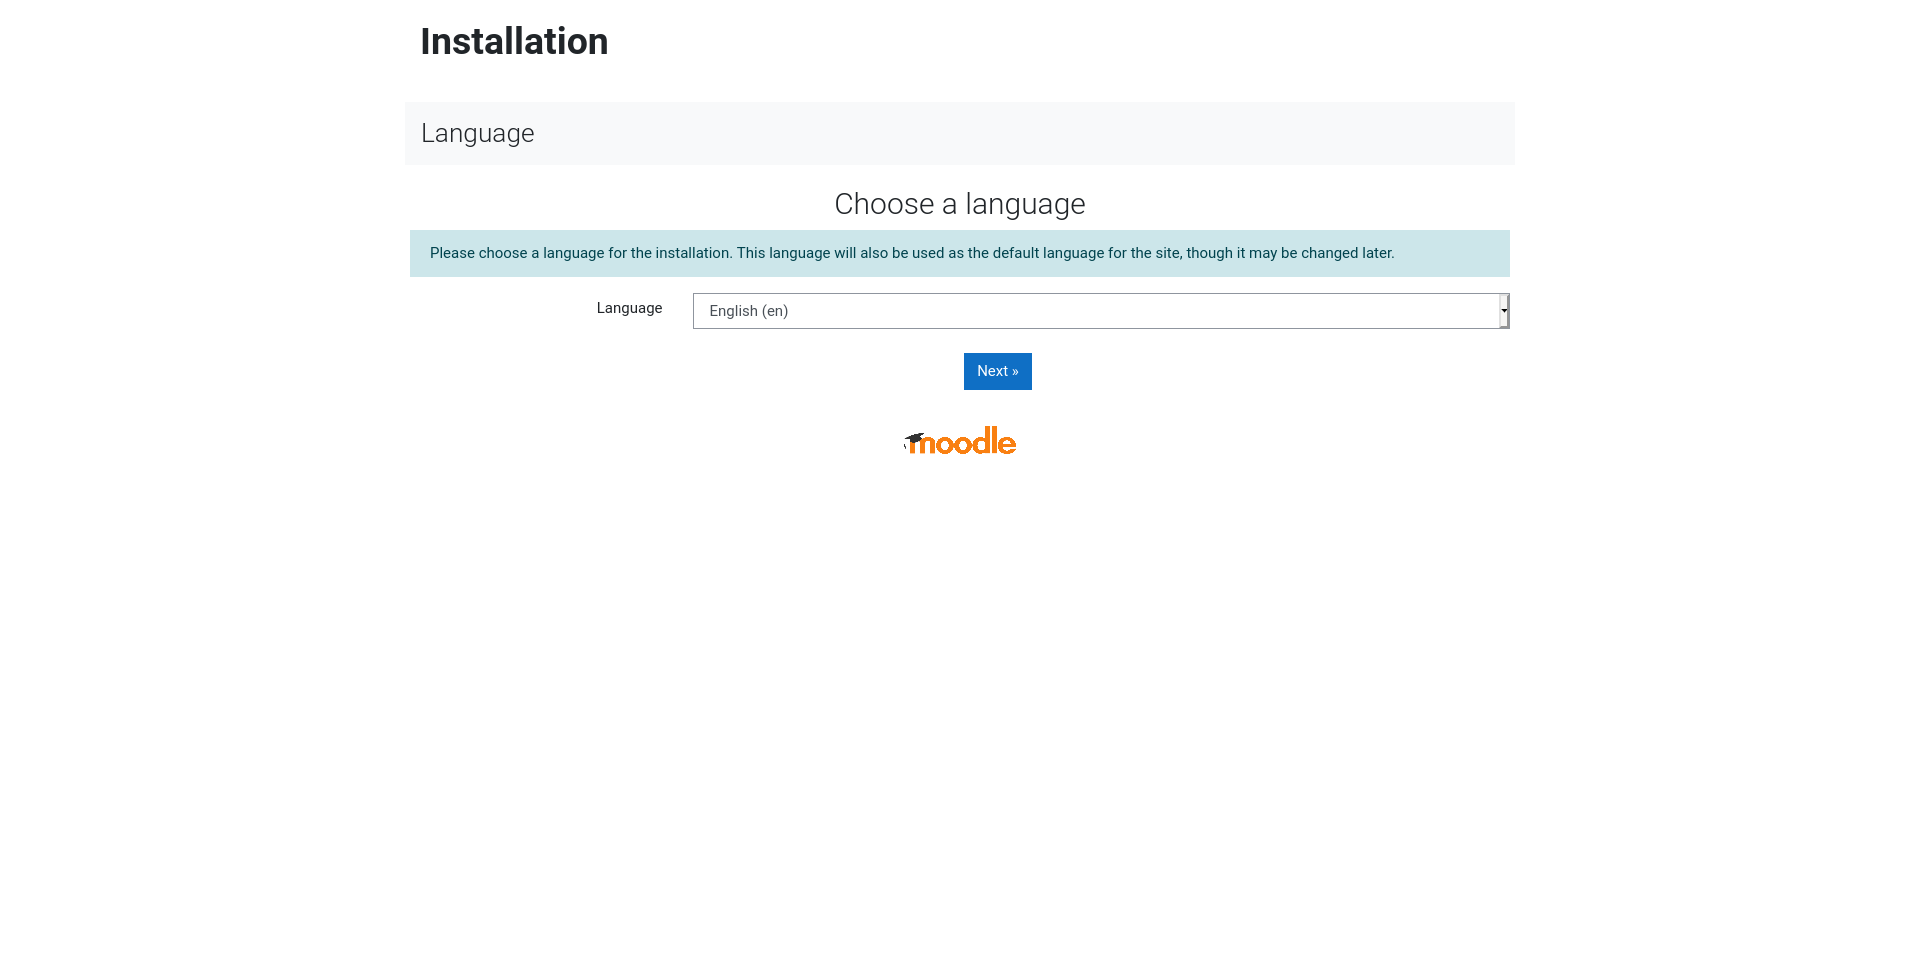 Installation
Language
Choose a language
Please choose a language for the installation. This language will also be used as the default language for the site, though it may be changed later.
Language
English (en)
Next »
moodle